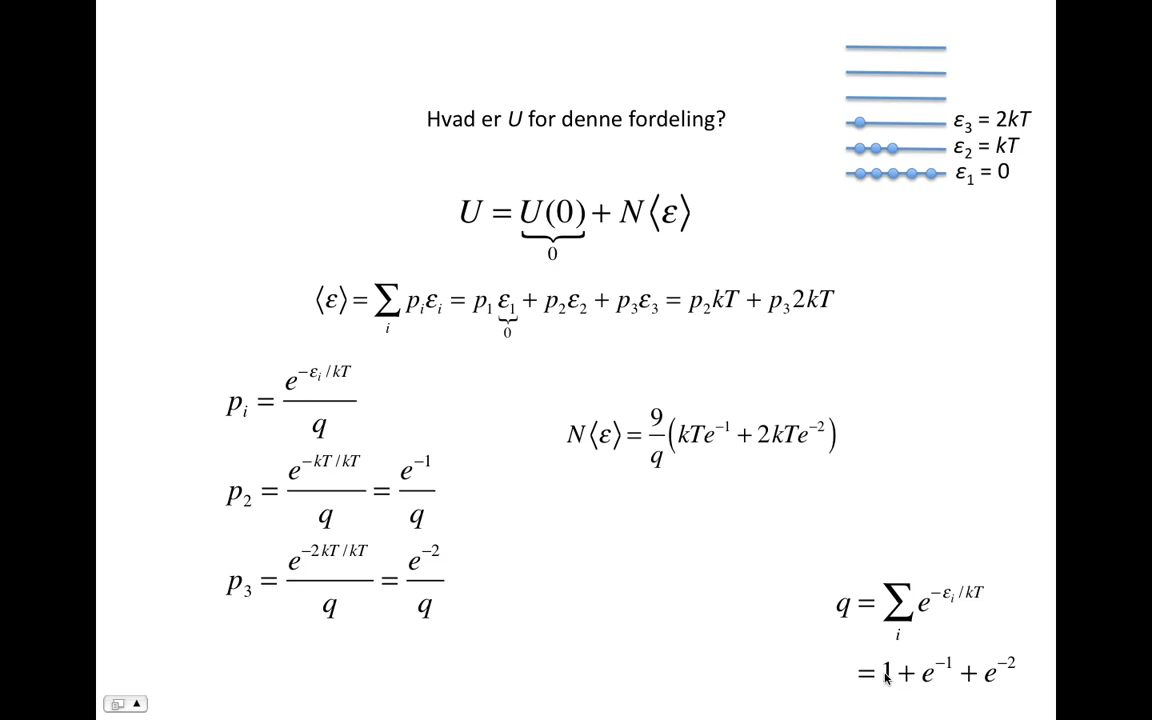 Hvad er U for denne fordeling?
ε₃ = 2kT
ε₂ = kT
ε₁ = 0
U = U(0) + N⟨ε⟩
0
⟨ε⟩ = ∑ᵢ pᵢεᵢ = p₁ε₁ + p₂ε₂ + p₃ε₃ = p₂kT + p₃2kT
0
pᵢ = e^(−εᵢ/kT) / q
N⟨ε⟩ = 9/q (kTe⁻¹ + 2kTe⁻²)
p₂ = e^(−kT/kT) / q = e⁻¹ / q
p₃ = e^(−2kT/kT) / q = e⁻² / q
q = ∑ᵢ e^(−εᵢ/kT)
= 1 + e⁻¹ + e⁻²